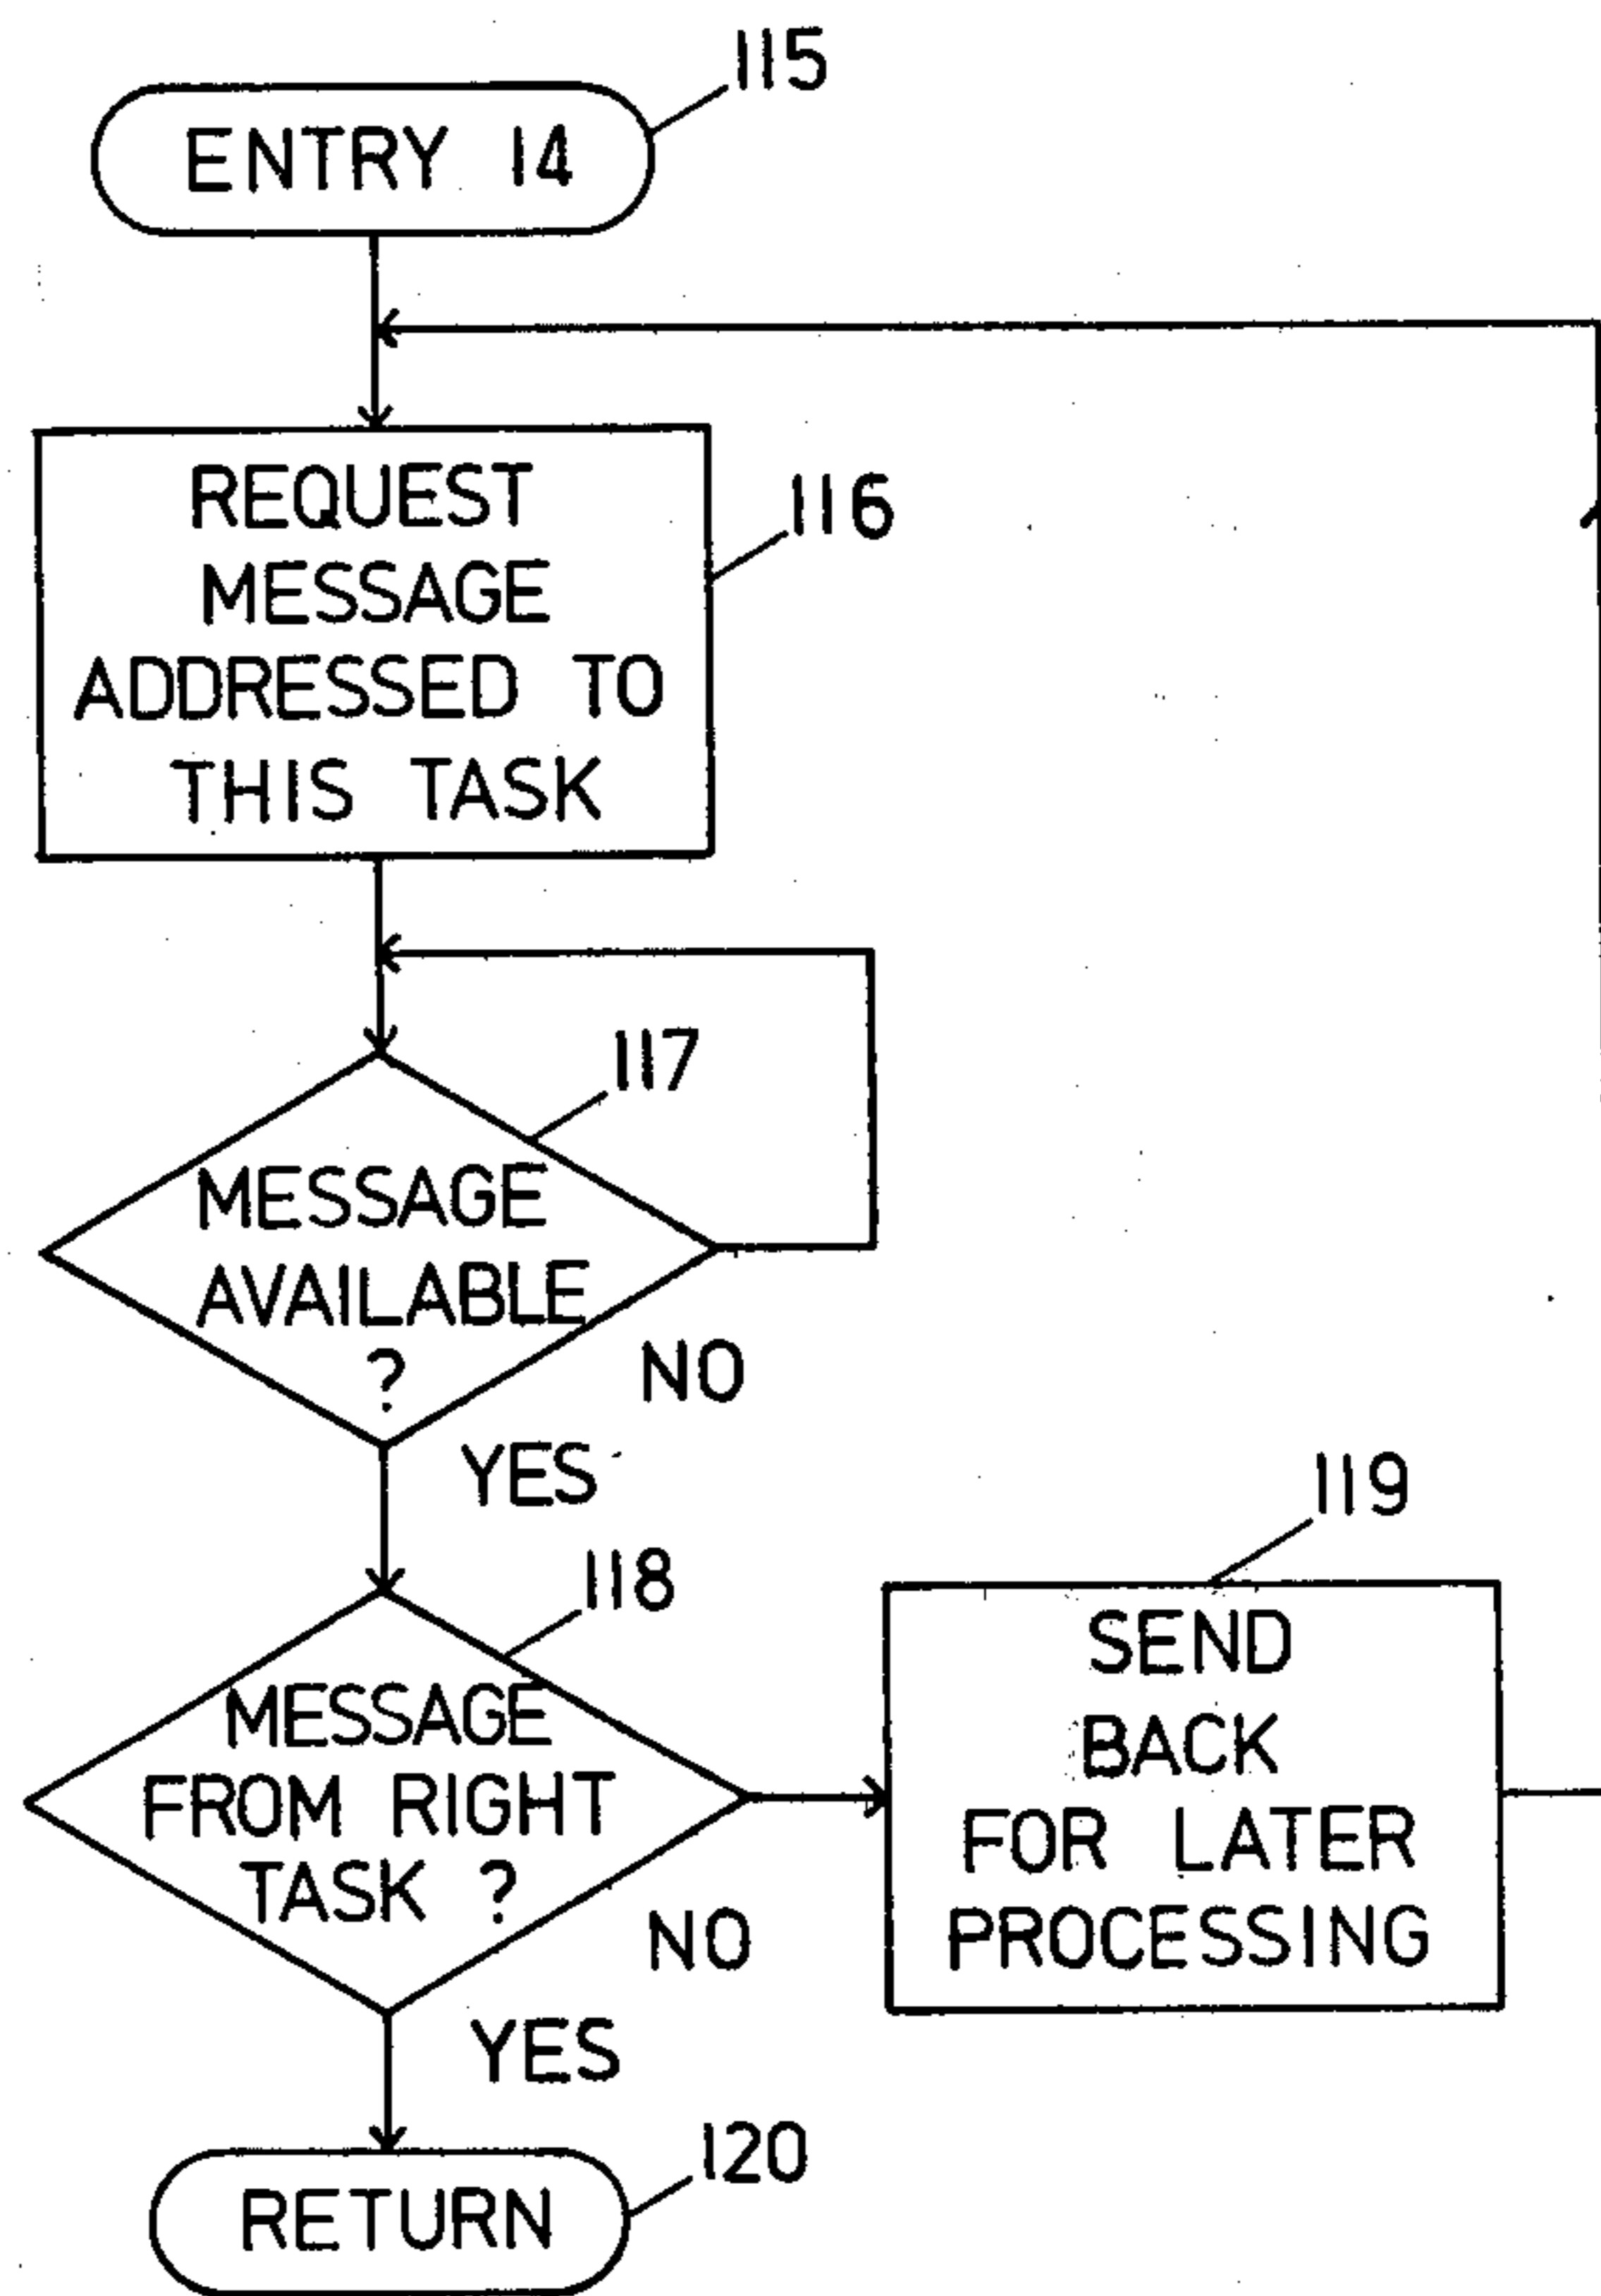 115
ENTRY 14
REQUEST
MESSAGE
ADDRESSED TO
THIS TASK
116
117
MESSAGE
AVAILABLE
?
NO
YES
118
MESSAGE
FROM RIGHT
TASK ?
NO
YES
119
SEND
BACK
FOR LATER
PROCESSING
120
RETURN